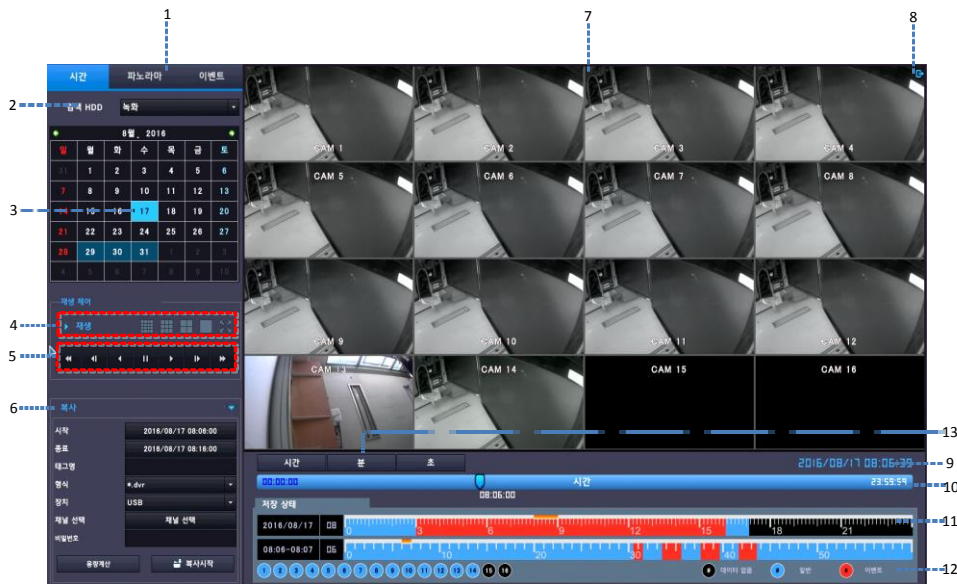 1
7
8
시간 파노라마 이벤트
2
검색 HDD 녹화
8월, 2016
일 월 화 수 목 금 토
31 1 2 3 4 5 6
7 8 9 10 11 12 13
3
14 15 16 17 18 19 20
21 22 23 24 25 26 27
28 29 30 31 1 2 3
4 5 6 7 8 9 10
재생 제어
4
재생
5
6
복사
시작 2016/08/17 08:06:00
종료 2016/08/17 08:16:00
태그명
형식 *.dvr
장치 USB
채널 선택 채널 선택
비밀번호
용량계산 복사시작
CAM 1 CAM 2 CAM 3 CAM 4
CAM 5 CAM 6 CAM 7 CAM 8
CAM 9 CAM 10 CAM 11 CAM 12
CAM 13 CAM 14 CAM 15 CAM 16
13
시간 분 초
2016/08/17 08:06:39
9
00:00:00 시간 23:59:59
10
08:06:00
저장 상태
2016/08/17 08 0 3 6 9 12 15 18 21
11
08:06-08:07 06 0 10 20 30 40 50
1 2 3 4 5 6 7 8 9 10 11 12 13 14 15 16
# 데이터 없음 # 일반 # 이벤트
12